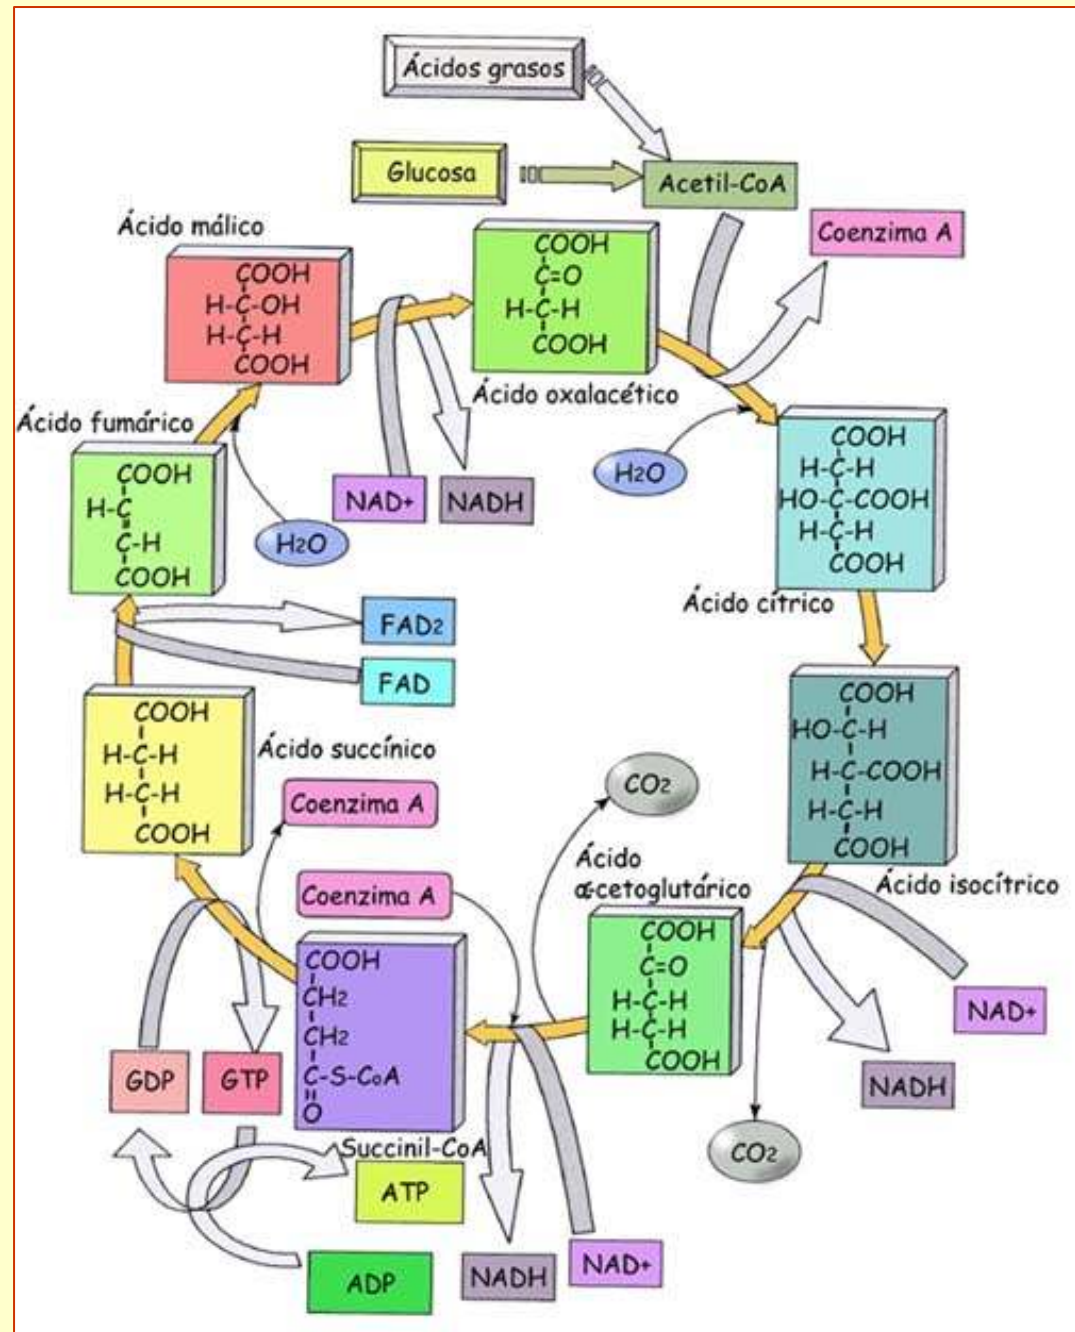 Ácidos grasos
Glucosa
Acetil-CoA
Coenzima A
Ácido málico
COOH
H-C-OH
H-C-H
COOH
COOH
C=O
H-C-H
COOH
Ácido oxalacético
NAD+
NADH
H2O
COOH
H-C-H
HO-C-COOH
H-C-H
COOH
Ácido cítrico
Ácido fumárico
COOH
H-C
C-H
COOH
H2O
FAD2
FAD
COOH
HO-C-H
H-C-COOH
H-C-H
COOH
Ácido isocítrico
NAD+
NADH
CO2
COOH
H-C-H
H-C-H
COOH
Ácido succínico
Coenzima A
Coenzima A
CO2
Ácido
α-cetoglutárico
COOH
C=O
H-C-H
H-C-H
COOH
COOH
CH2
CH2
C-S-CoA
O
Succinil-CoA
GDP
GTP
ATP
ADP
NADH
NAD+